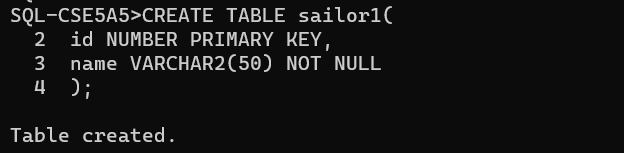 SQL-CSE5A5>CREATE TABLE sailor1(
  2  id NUMBER PRIMARY KEY,
  3  name VARCHAR2(50) NOT NULL
  4  );

Table created.